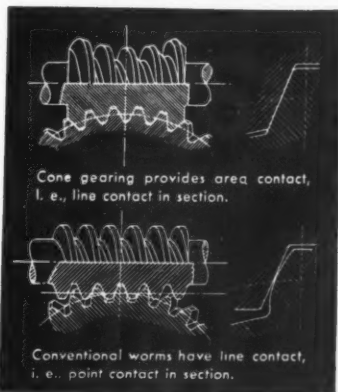 Cone gearing provides area contact,
I. e., line contact in section.
Conventional worms have line contact,
i. e., point contact in section.